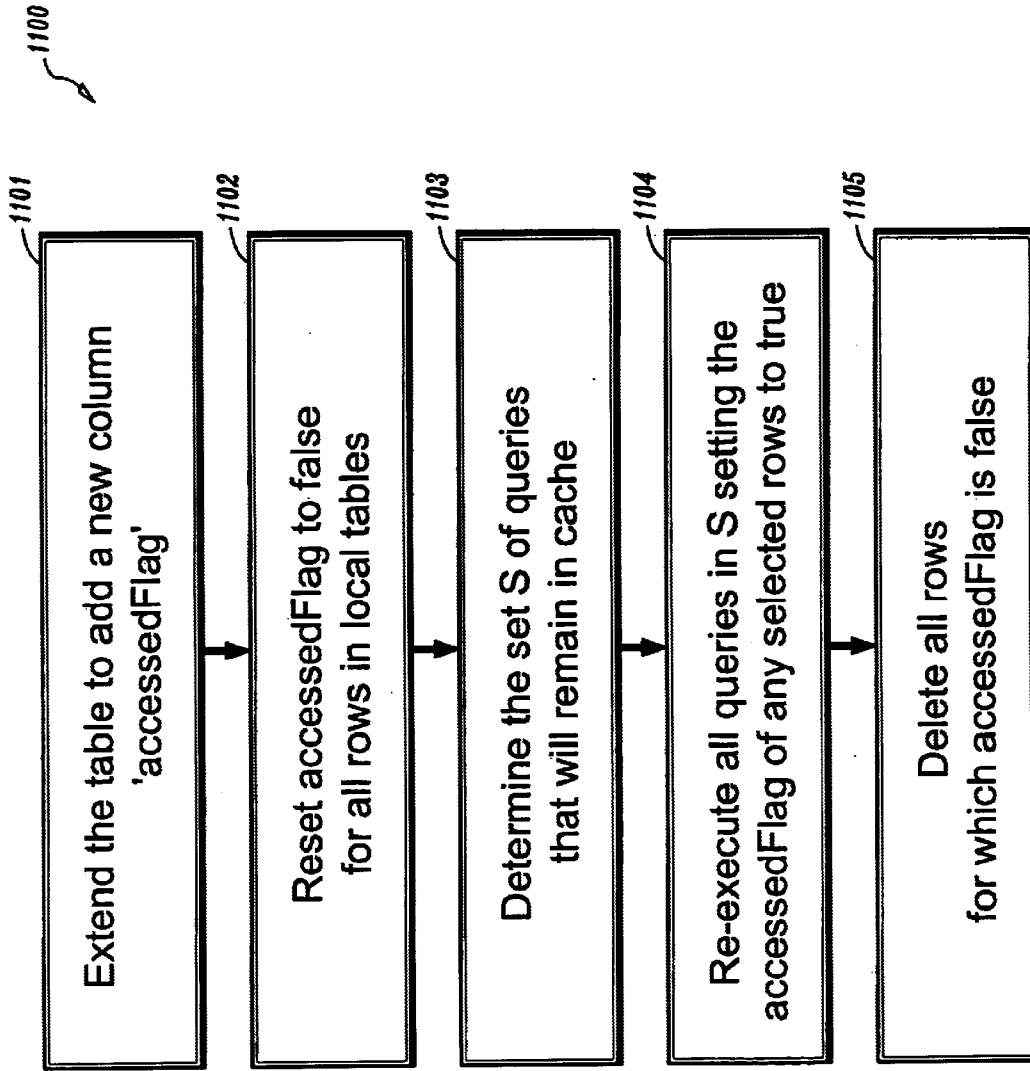 1100
1101
Extend the table to add a new column
'accessedFlag'
1102
Reset accessedFlag to false
for all rows in local tables
1103
Determine the set S of queries
that will remain in cache
1104
Re-execute all queries in S setting the
accessedFlag of any selected rows to true
1105
Delete all rows
for which accessedFlag is false